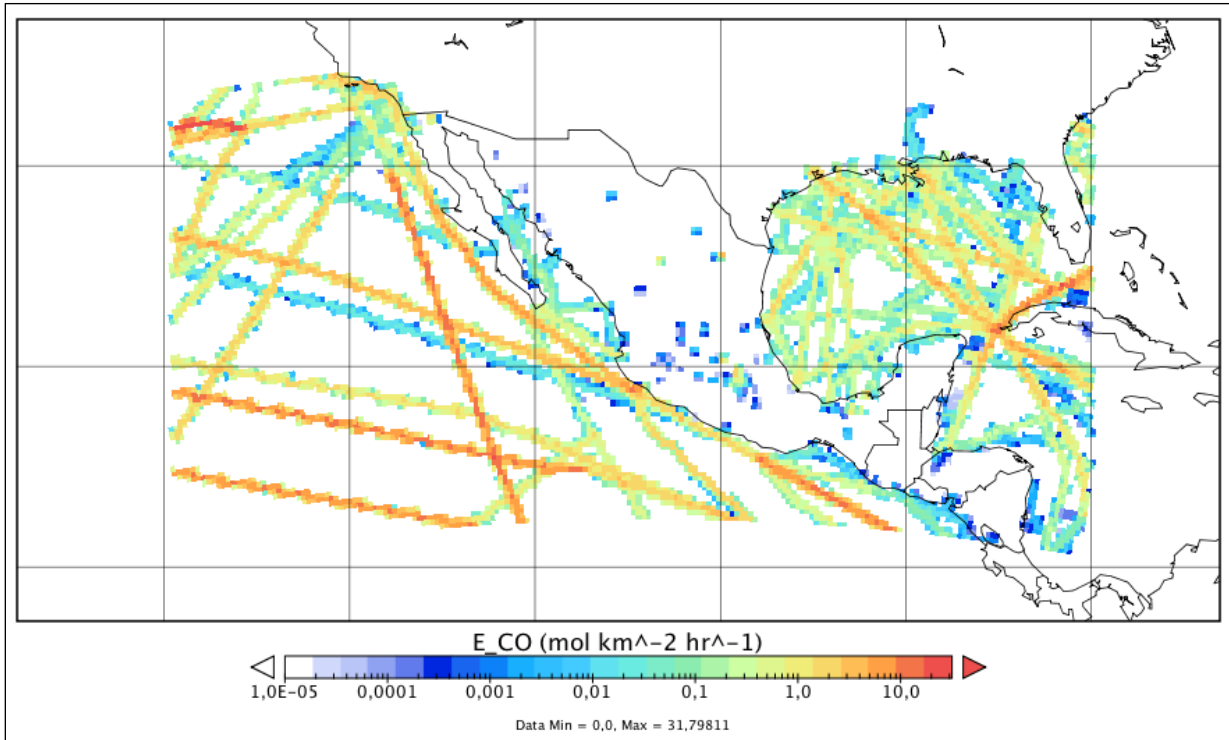 E_CO (mol km^-2 hr^-1)
1,0E-05 0,0001 0,001 0,01 0,1 1,0 10,0
Data Min = 0,0, Max = 31,79811